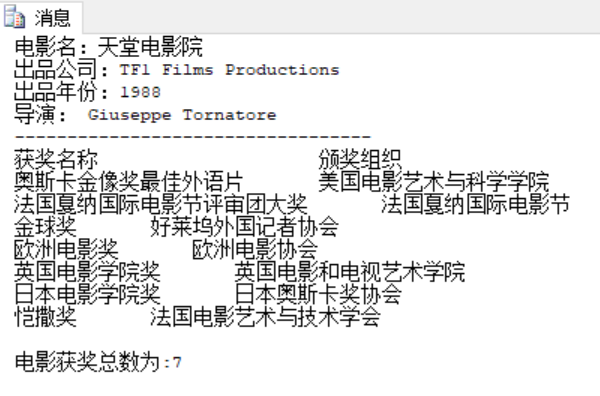 消息
电影名：天堂电影院
出品公司：TF1 Films Productions
出品年份：1988
导演： Giuseppe Tornatore
----------------------------------
获奖名称 颁奖组织
奥斯卡金像奖最佳外语片 美国电影艺术与科学学院
法国戛纳国际电影节评审团大奖 法国戛纳国际电影节
金球奖 好莱坞外国记者协会
欧洲电影奖 欧洲电影协会
英国电影学院奖 英国电影和电视艺术学院
日本电影学院奖 日本奥斯卡奖协会
恺撒奖 法国电影艺术与技术学会
电影获奖总数为:7